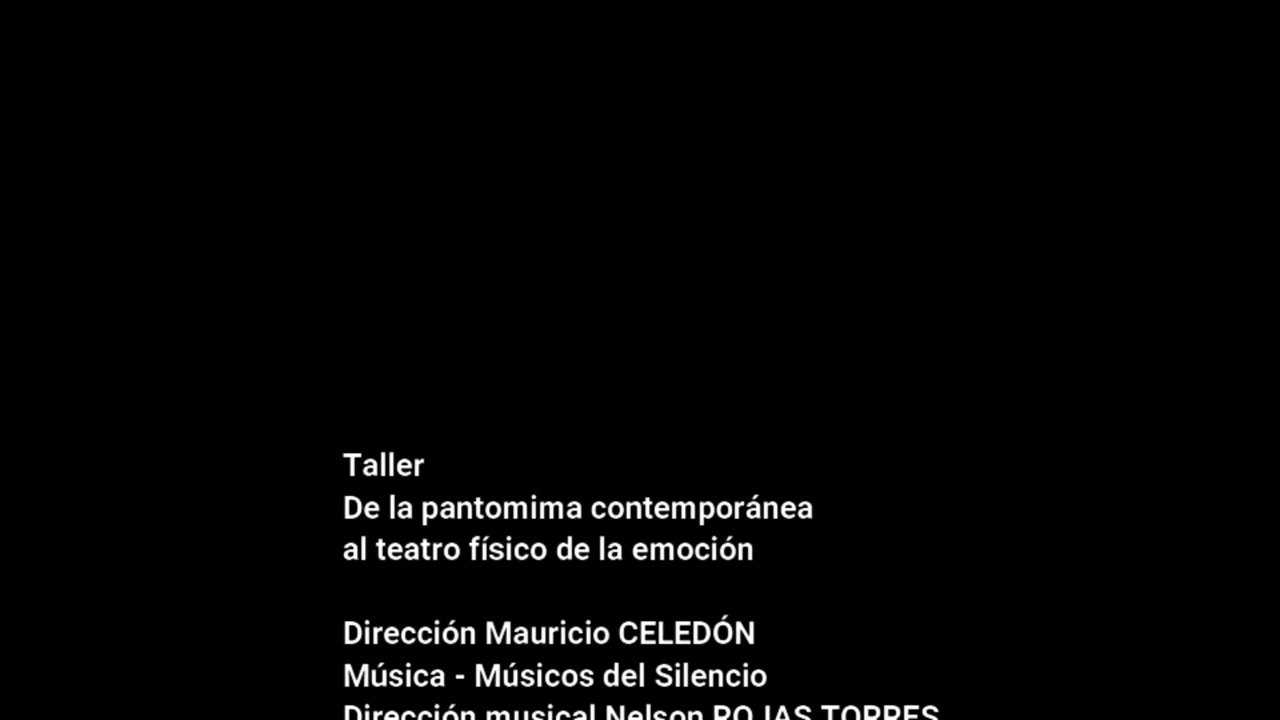 Taller
De la pantomima contemporánea
al teatro físico de la emoción
Dirección Mauricio CELEDÓN
Música - Músicos del Silencio
Dirección musical Nelson ROJAS TORRES